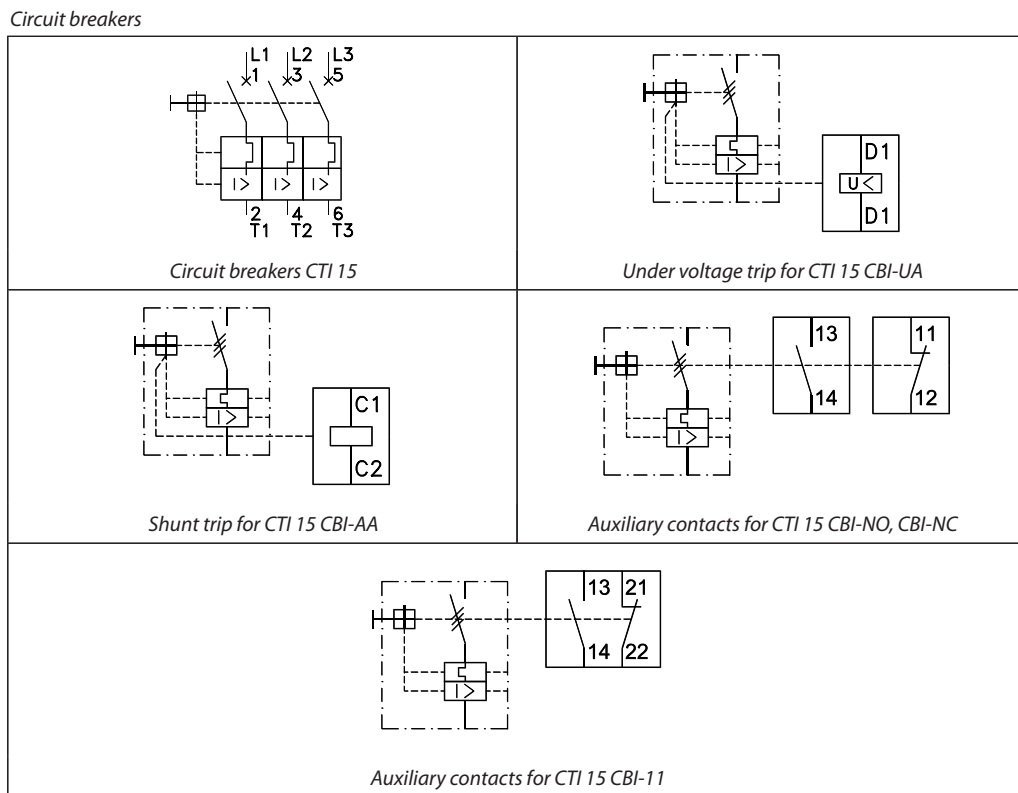 Circuit breakers
L1 L2 L3
1 3 5
I> I> I>
2 4 6
T1 T2 T3
Circuit breakers CTI 15
I>
D1
U<
D1
Under voltage trip for CTI 15 CBI-UA
I>
C1
C2
Shunt trip for CTI 15 CBI-AA
I>
13 11
14 12
Auxiliary contacts for CTI 15 CBI-NO, CBI-NC
I>
13 21
14 22
Auxiliary contacts for CTI 15 CBI-11